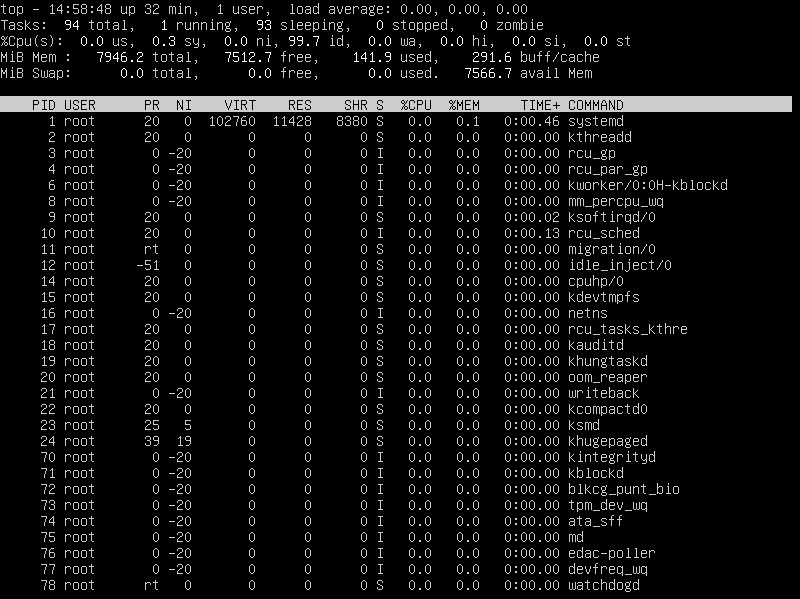 top - 14:58:48 up 32 min,  1 user,  load average: 0.00, 0.00, 0.00
Tasks:  94 total,   1 running,  93 sleeping,   0 stopped,   0 zombie
%Cpu(s):  0.0 us,  0.3 sy,  0.0 ni, 99.7 id,  0.0 wa,  0.0 hi,  0.0 si,  0.0 st
MiB Mem :   7946.2 total,   7512.7 free,    141.9 used,    291.6 buff/cache
MiB Swap:      0.0 total,      0.0 free,      0.0 used.   7566.7 avail Mem
PID USER      PR  NI    VIRT    RES    SHR S  %CPU  %MEM     TIME+ COMMAND
1 root      20   0  102760  11428   8380 S   0.0   0.1   0:00.46 systemd
2 root      20   0       0      0      0 S   0.0   0.0   0:00.00 kthreadd
3 root       0 -20       0      0      0 I   0.0   0.0   0:00.00 rcu_gp
4 root       0 -20       0      0      0 I   0.0   0.0   0:00.00 rcu_par_gp
6 root       0 -20       0      0      0 I   0.0   0.0   0:00.00 kworker/0:0H-kblockd
8 root       0 -20       0      0      0 I   0.0   0.0   0:00.00 mm_percpu_wq
9 root      20   0       0      0      0 S   0.0   0.0   0:00.02 ksoftirqd/0
10 root      20   0       0      0      0 I   0.0   0.0   0:00.13 rcu_sched
11 root      rt   0       0      0      0 S   0.0   0.0   0:00.00 migration/0
12 root     -51   0       0      0      0 S   0.0   0.0   0:00.00 idle_inject/0
14 root      20   0       0      0      0 S   0.0   0.0   0:00.00 cpuhp/0
15 root      20   0       0      0      0 S   0.0   0.0   0:00.00 kdevtmpfs
16 root       0 -20       0      0      0 I   0.0   0.0   0:00.00 netns
17 root      20   0       0      0      0 S   0.0   0.0   0:00.00 rcu_tasks_kthre
18 root      20   0       0      0      0 S   0.0   0.0   0:00.00 kauditd
19 root      20   0       0      0      0 S   0.0   0.0   0:00.00 khungtaskd
20 root      20   0       0      0      0 S   0.0   0.0   0:00.00 oom_reaper
21 root       0 -20       0      0      0 I   0.0   0.0   0:00.00 writeback
22 root      20   0       0      0      0 S   0.0   0.0   0:00.00 kcompactd0
23 root      25   5       0      0      0 S   0.0   0.0   0:00.00 ksmd
24 root      39  19       0      0      0 S   0.0   0.0   0:00.00 khugepaged
70 root       0 -20       0      0      0 I   0.0   0.0   0:00.00 kintegrityd
71 root       0 -20       0      0      0 I   0.0   0.0   0:00.00 kblockd
72 root       0 -20       0      0      0 I   0.0   0.0   0:00.00 blkcg_punt_bio
73 root       0 -20       0      0      0 I   0.0   0.0   0:00.00 tpm_dev_wq
74 root       0 -20       0      0      0 I   0.0   0.0   0:00.00 ata_sff
75 root       0 -20       0      0      0 I   0.0   0.0   0:00.00 md
76 root       0 -20       0      0      0 I   0.0   0.0   0:00.00 edac-poller
77 root       0 -20       0      0      0 I   0.0   0.0   0:00.00 devfreq_wq
78 root      rt   0       0      0      0 S   0.0   0.0   0:00.00 watchdogd